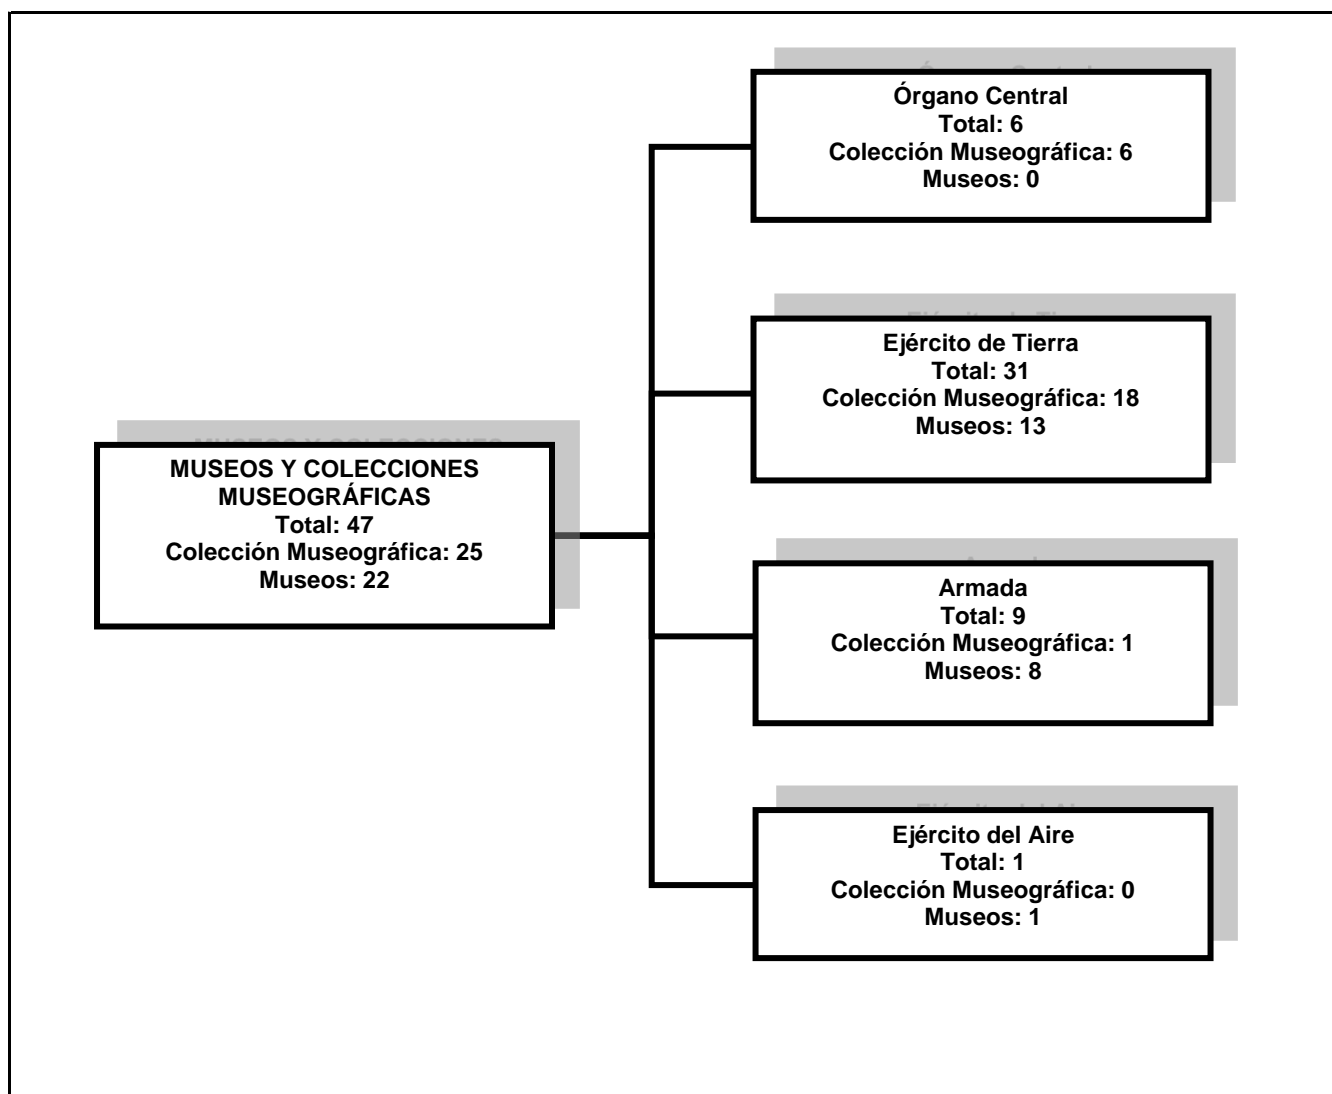 Órgano Central
Total: 6
Colección Museográfica: 6
Museos: 0
Ejército de Tierra
Total: 31
Colección Museográfica: 18
Museos: 13
MUSEOS Y COLECCIONES
MUSEOGRÁFICAS
Total: 47
Colección Museográfica: 25
Museos: 22
Armada
Total: 9
Colección Museográfica: 1
Museos: 8
Ejército del Aire
Total: 1
Colección Museográfica: 0
Museos: 1